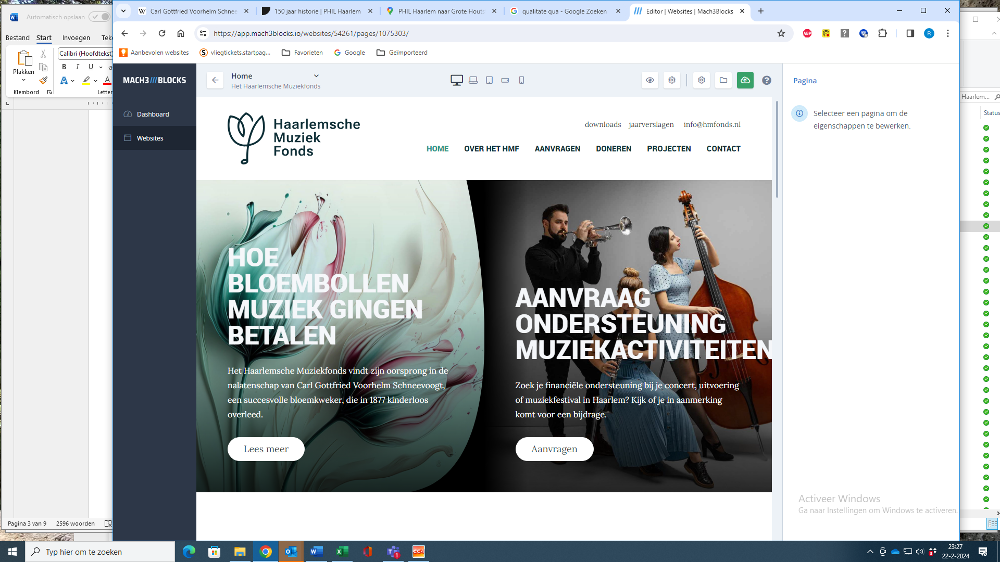 Automatisch opslaan
Bestand Start Invoegen Teke
Calibri (Hoofdtekst)
Plakken
Klembord
Letter
Pagina 3 van 9 2596 woorden
Carl Gottfried Voorhelm Schnee
150 jaar historie | PHIL Haarlem
PHIL Haarlem naar Grote Houts
qualitate qua - Google Zoeken
Editor | Websites | Mach3Blocks
https://app.mach3blocks.io/websites/54261/pages/1075303/
Aanbevolen websites
vliegtickets.startpag...
Favorieten
Google
Geïmporteerd
MACH3///BLOCKS
Dashboard
Websites
Home
Het Haarlemsche Muziekfonds
Pagina
Selecteer een pagina om de
eigenschappen te bewerken.
Haarlem...
Status
Haarlemsche
Muziek
Fonds
downloads jaarverslagen info@hmfonds.nl
HOME OVER HET HMF AANVRAGEN DONEREN PROJECTEN CONTACT
HOE
BLOEMBOLLEN
MUZIEK GINGEN
BETALEN
Het Haarlemsche Muziekfonds vindt zijn oorsprong in de
nalatenschap van Carl Gottfried Voorhelm Schneevoogt,
een succesvolle bloemkweker, die in 1877 kinderloos
overleed.
Lees meer
AANVRAAG
ONDERSTEUNING
MUZIEKACTIVITEITEN
Zoek je financiële ondersteuning bij je concert, uitvoering
of muziekfestival in Haarlem? Kijk of je in aanmerking
komt voor een bijdrage.
Aanvragen
Activeer Windows
Ga naar Instellingen om Windows te activeren.
Typ hier om te zoeken
23:27
22-2-2024